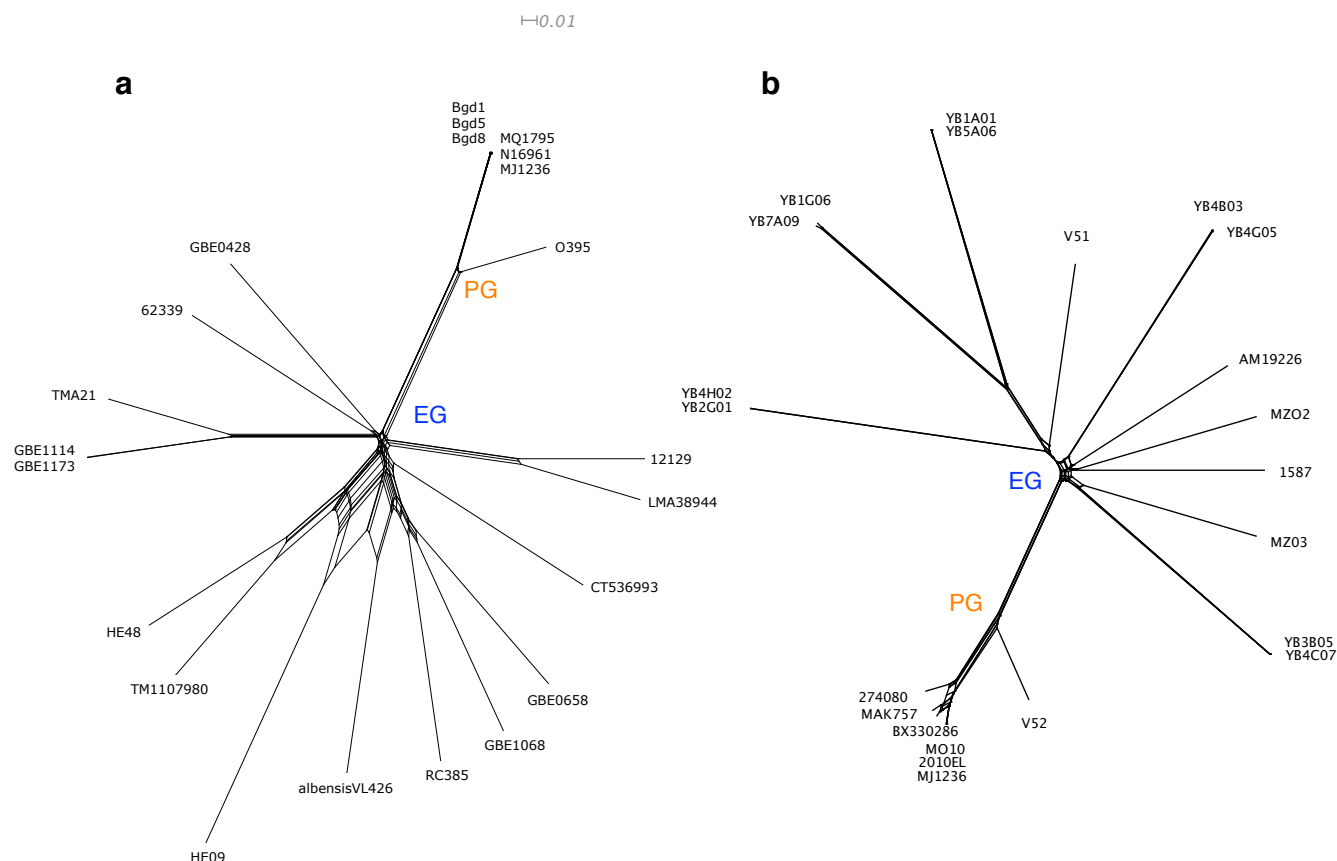 0.01
a
Bgd1
Bgd5
Bgd8
MQ1795
N16961
MJ1236
GBE0428
O395
PG
62339
TMA21
EG
GBE1114
GBE1173
12129
LMA38944
CT536993
HE48
TM1107980
GBE0658
GBE1068
RC385
albensisVL426
HE09
b
YB1A01
YB5A06
YB1G06
YB7A09
YB4B03
YB4G05
V51
AM19226
YB4H02
YB2G01
MZO2
1587
EG
MZ03
PG
YB3B05
YB4C07
274080
MAK757
V52
BX330286
MO10
2010EL
MJ1236